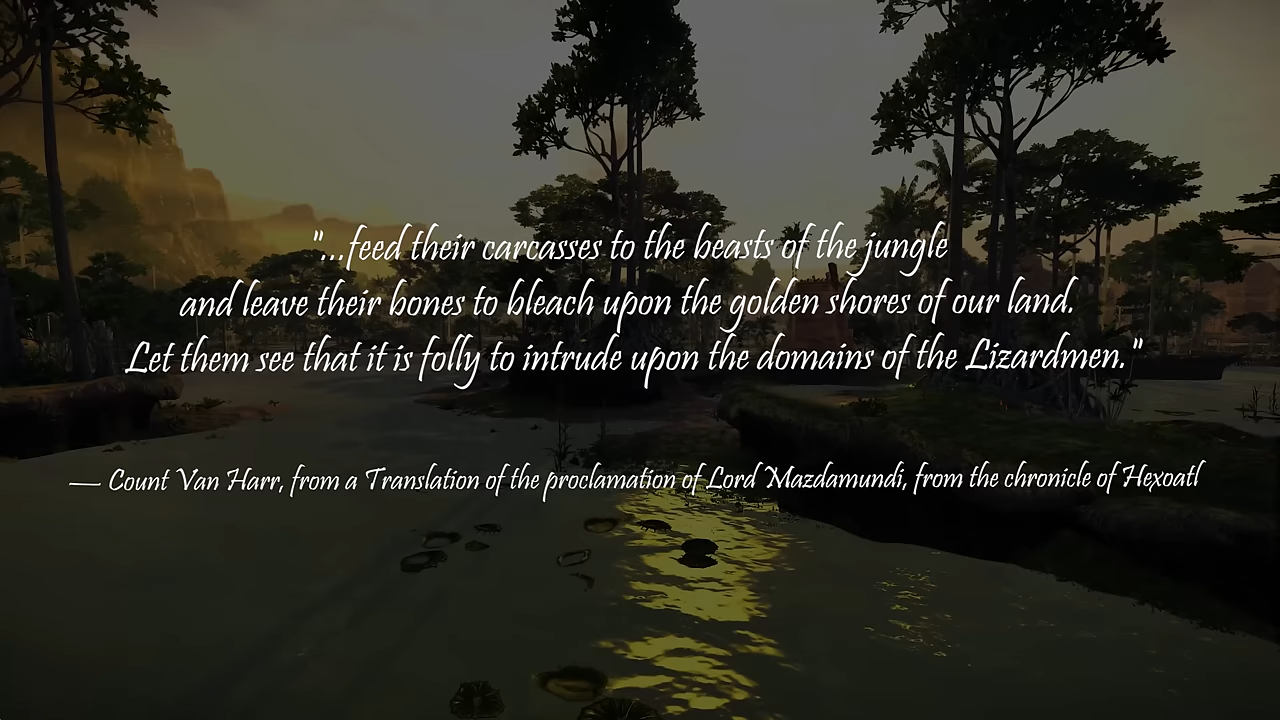 "...feed their carcasses to the beasts of the jungle
and leave their bones to bleach upon the golden shores of our land.
Let them see that it is folly to intrude upon the domains of the Lizardmen."
— Count Van Harr, from a Translation of the proclamation of Lord Mazdamundi, from the chronicle of Hexoatl